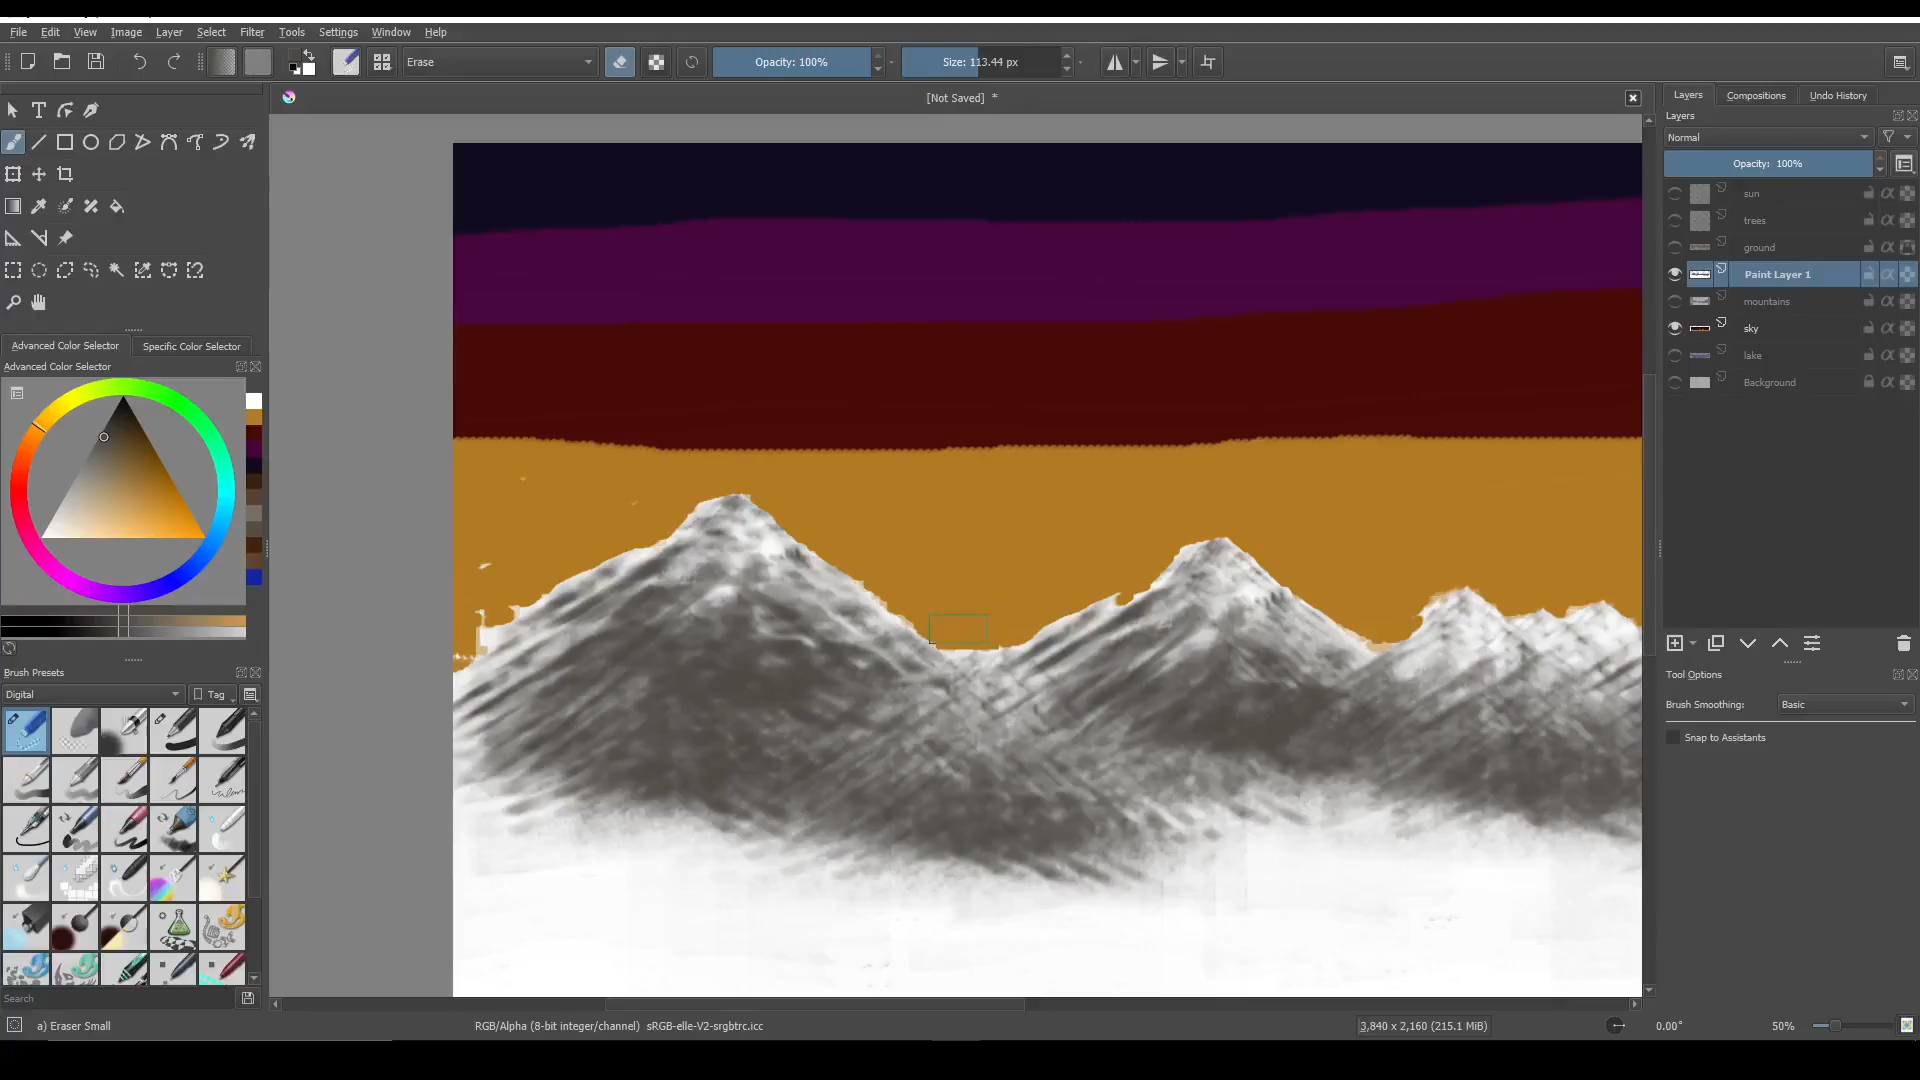 File Edit View Image Layer Select Filter Tools Settings Window Help
Erase
Opacity: 100%
Size: 113.44 px
[Not Saved] *
Layers Compositions Undo History
Layers
Normal
Opacity: 100%
sun
trees
ground
Paint Layer 1
mountains
sky
lake
Background
Advanced Color Selector Specific Color Selector
Advanced Color Selector
Brush Presets
Digital
Tag
Tool Options
Brush Smoothing: Basic
Snap to Assistants
Search
a) Eraser Small
RGB/Alpha (8-bit integer/channel) sRGB-elle-V2-srgbtrc.icc
3,840 x 2,160 (215.1 MiB)
0.00°
50%